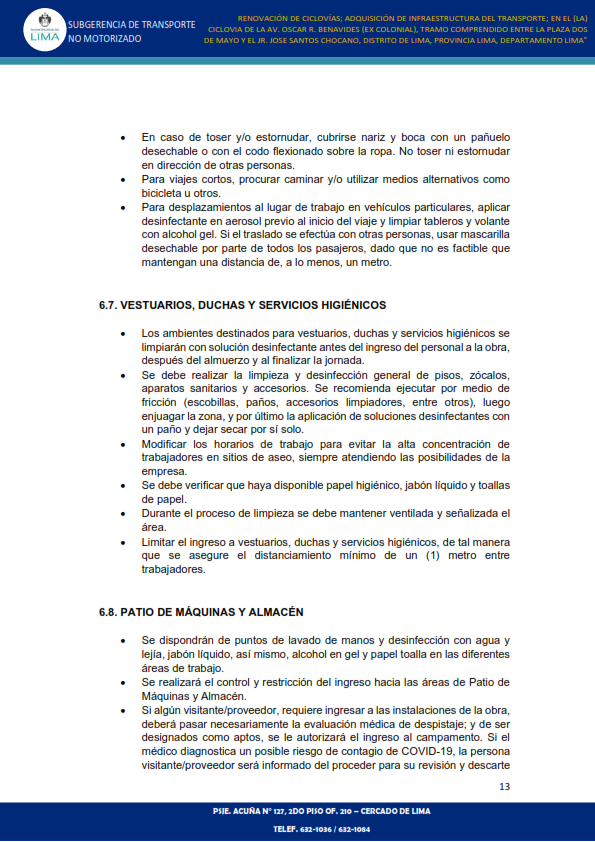 SUBGERENCIA DE TRANSPORTE
NO MOTORIZADO
LIMA
RENOVACIÓN DE CICLOVÍAS; ADQUISICIÓN DE INFRAESTRUCTURA DEL TRANSPORTE; EN EL (LA)
CICLOVIA DE LA AV. OSCAR R. BENAVIDES (EX COLONIAL), TRAMO COMPRENDIDO ENTRE LA PLAZA DOS
DE MAYO Y EL JR. JOSE SANTOS CHOCANO, DISTRITO DE LIMA, PROVINCIA LIMA, DEPARTAMENTO LIMA"
• En caso de toser y/o estornudar, cubrirse nariz y boca con un pañuelo
desechable o con el codo flexionado sobre la ropa. No toser ni estornudar
en dirección de otras personas.
• Para viajes cortos, procurar caminar y/o utilizar medios alternativos como
bicicleta u otros.
• Para desplazamientos al lugar de trabajo en vehículos particulares, aplicar
desinfectante en aerosol previo al inicio del viaje y limpiar tableros y volante
con alcohol gel. Si el traslado se efectúa con otras personas, usar mascarilla
desechable por parte de todos los pasajeros, dado que no es factible que
mantengan una distancia de, a lo menos, un metro.
6.7. VESTUARIOS, DUCHAS Y SERVICIOS HIGIÉNICOS
• Los ambientes destinados para vestuarios, duchas y servicios higiénicos se
limpiarán con solución desinfectante antes del ingreso del personal a la obra,
después del almuerzo y al finalizar la jornada.
• Se debe realizar la limpieza y desinfección general de pisos, zócalos,
aparatos sanitarios y accesorios. Se recomienda ejecutar por medio de
fricción (escobillas, paños, accesorios limpiadores, entre otros), luego
enjuagar la zona, y por último la aplicación de soluciones desinfectantes con
un paño y dejar secar por sí solo.
• Modificar los horarios de trabajo para evitar la alta concentración de
trabajadores en sitios de aseo, siempre atendiendo las posibilidades de la
empresa.
• Se debe verificar que haya disponible papel higiénico, jabón líquido y toallas
de papel.
• Durante el proceso de limpieza se debe mantener ventilada y señalizada el
área.
• Limitar el ingreso a vestuarios, duchas y servicios higiénicos, de tal manera
que se asegure el distanciamiento mínimo de un (1) metro entre
trabajadores.
6.8. PATIO DE MÁQUINAS Y ALMACÉN
• Se dispondrán de puntos de lavado de manos y desinfección con agua y
lejía, jabón líquido, así mismo, alcohol en gel y papel toalla en las diferentes
áreas de trabajo.
• Se realizará el control y restricción del ingreso hacia las áreas de Patio de
Máquinas y Almacén.
• Si algún visitante/proveedor, requiere ingresar a las instalaciones de la obra,
deberá pasar necesariamente la evaluación médica de despistaje; y de ser
designados como aptos, se le autorizará el ingreso al campamento. Si el
médico diagnostica un posible riesgo de contagio de COVID-19, la persona
visitante/proveedor será informado del proceder para su revisión y descarte
13
PSJE. ACUÑA N° 127, 2DO PISO OF. 210 – CERCADO DE LIMA
TELEF. 632-1036 / 632-1084